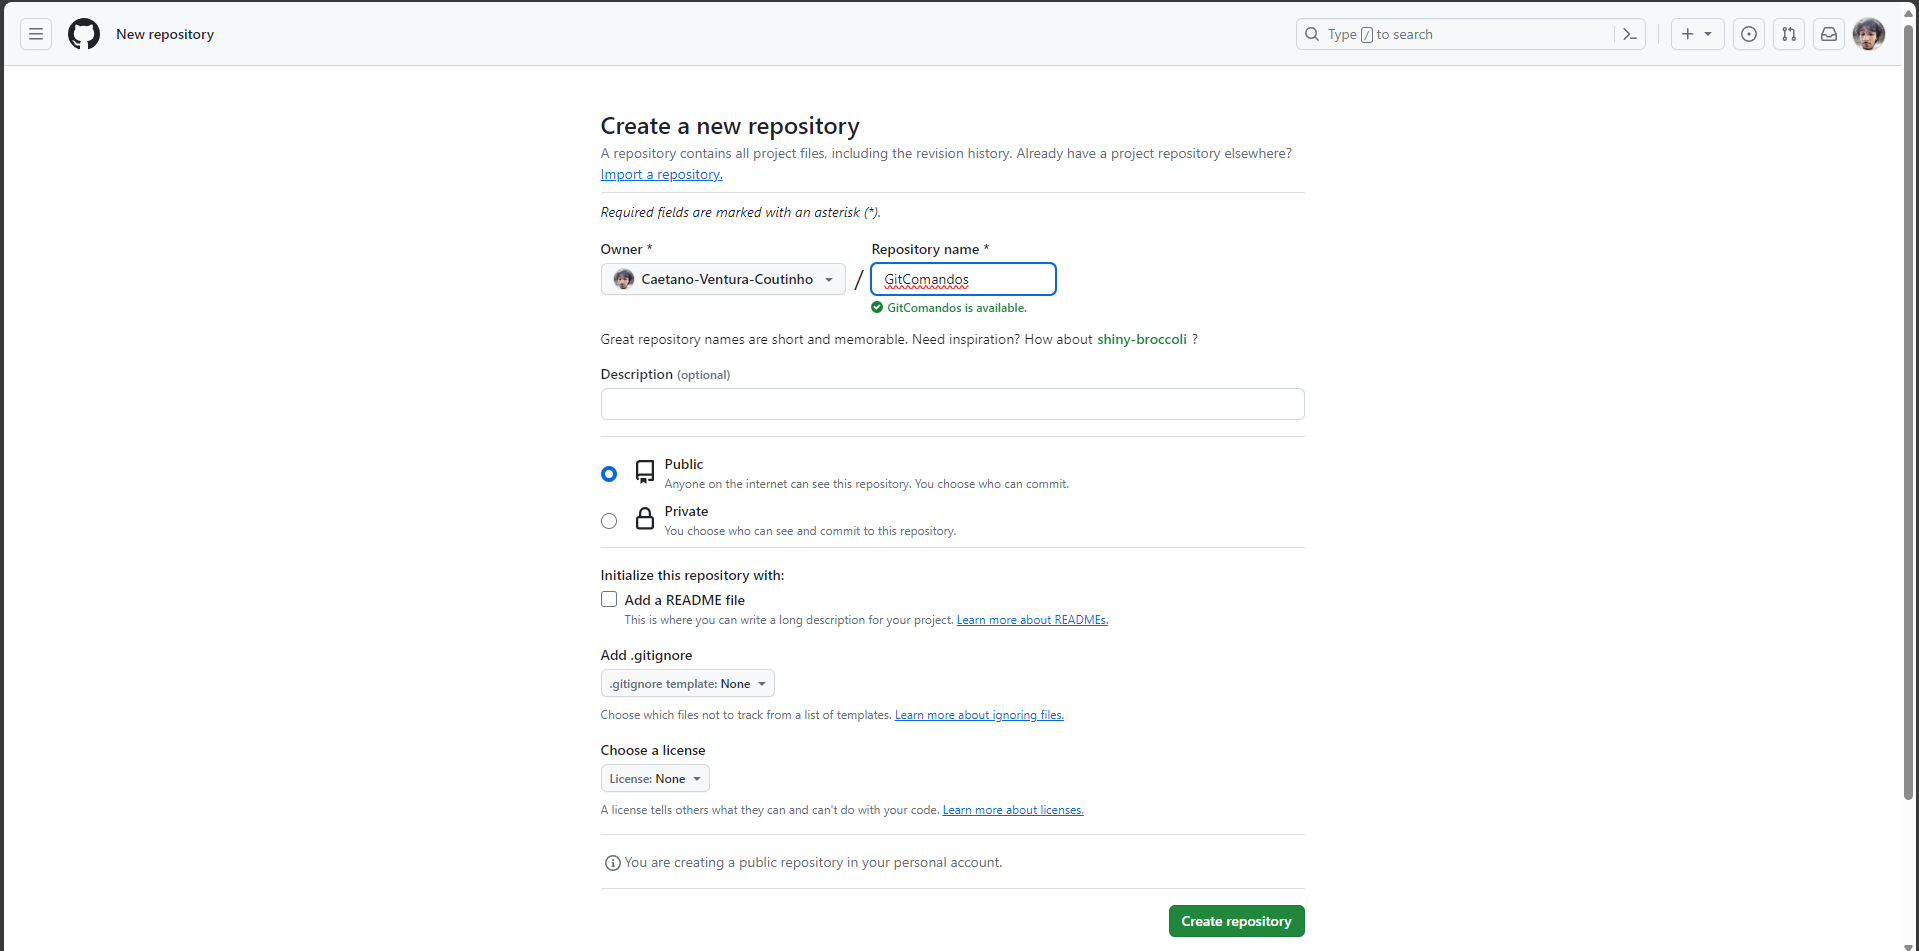 New repository
Type / to search
Create a new repository
A repository contains all project files, including the revision history. Already have a project repository elsewhere?
Import a repository.
Required fields are marked with an asterisk (*).
Owner * Repository name *
Caetano-Ventura-Coutinho / GitComandos
GitComandos is available.
Great repository names are short and memorable. Need inspiration? How about shiny-broccoli ?
Description (optional)
Public
Anyone on the internet can see this repository. You choose who can commit.
Private
You choose who can see and commit to this repository.
Initialize this repository with:
Add a README file
This is where you can write a long description for your project. Learn more about READMEs.
Add .gitignore
.gitignore template: None
Choose which files not to track from a list of templates. Learn more about ignoring files.
Choose a license
License: None
A license tells others what they can and can't do with your code. Learn more about licenses.
You are creating a public repository in your personal account.
Create repository